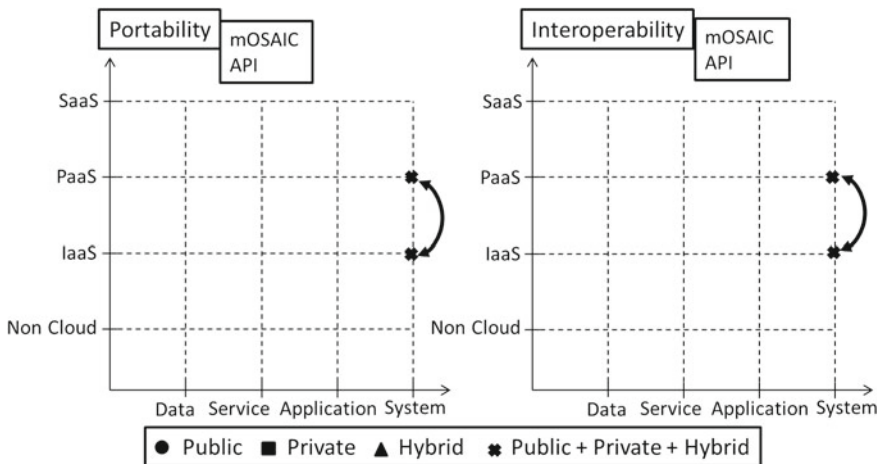 Portability
mOSAIC
API
SaaS
PaaS
IaaS
Non Cloud
Data Service Application System
Interoperability
mOSAIC
API
SaaS
PaaS
IaaS
Non Cloud
Data Service Application System
Public Private Hybrid Public + Private + Hybrid